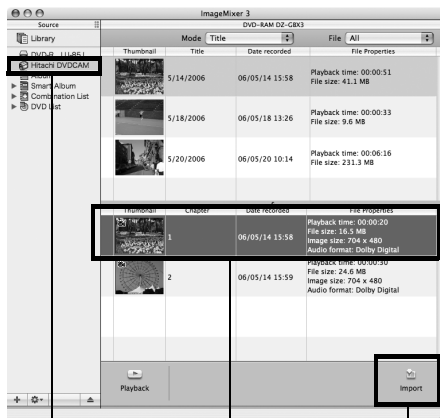 ImageMixer 3
Source
DVD-RAM DZ-GBX3
Library
Mode Title
File All
DVD-R UJ-85J
Hitachi DVDCAM
Album
Smart Album
Combination List
DVD List
Thumbnail Title Date recorded File Properties
5/14/2006 06/05/14 15:58 Playback time: 00:00:51
File size: 41.1 MB
5/18/2006 06/05/18 13:26 Playback time: 00:00:33
File size: 9.6 MB
5/20/2006 06/05/20 10:14 Playback time: 00:06:16
File size: 231.3 MB
Thumbnail Chapter Date recorded File Properties
1 06/05/14 15:58 Playback time: 00:00:20
File size: 16.5 MB
Image size: 704 x 480
Audio format: Dolby Digital
2 06/05/14 15:59 Playback time: 00:00:30
File size: 24.6 MB
Image size: 704 x 480
Audio format: Dolby Digital
Playback
Import